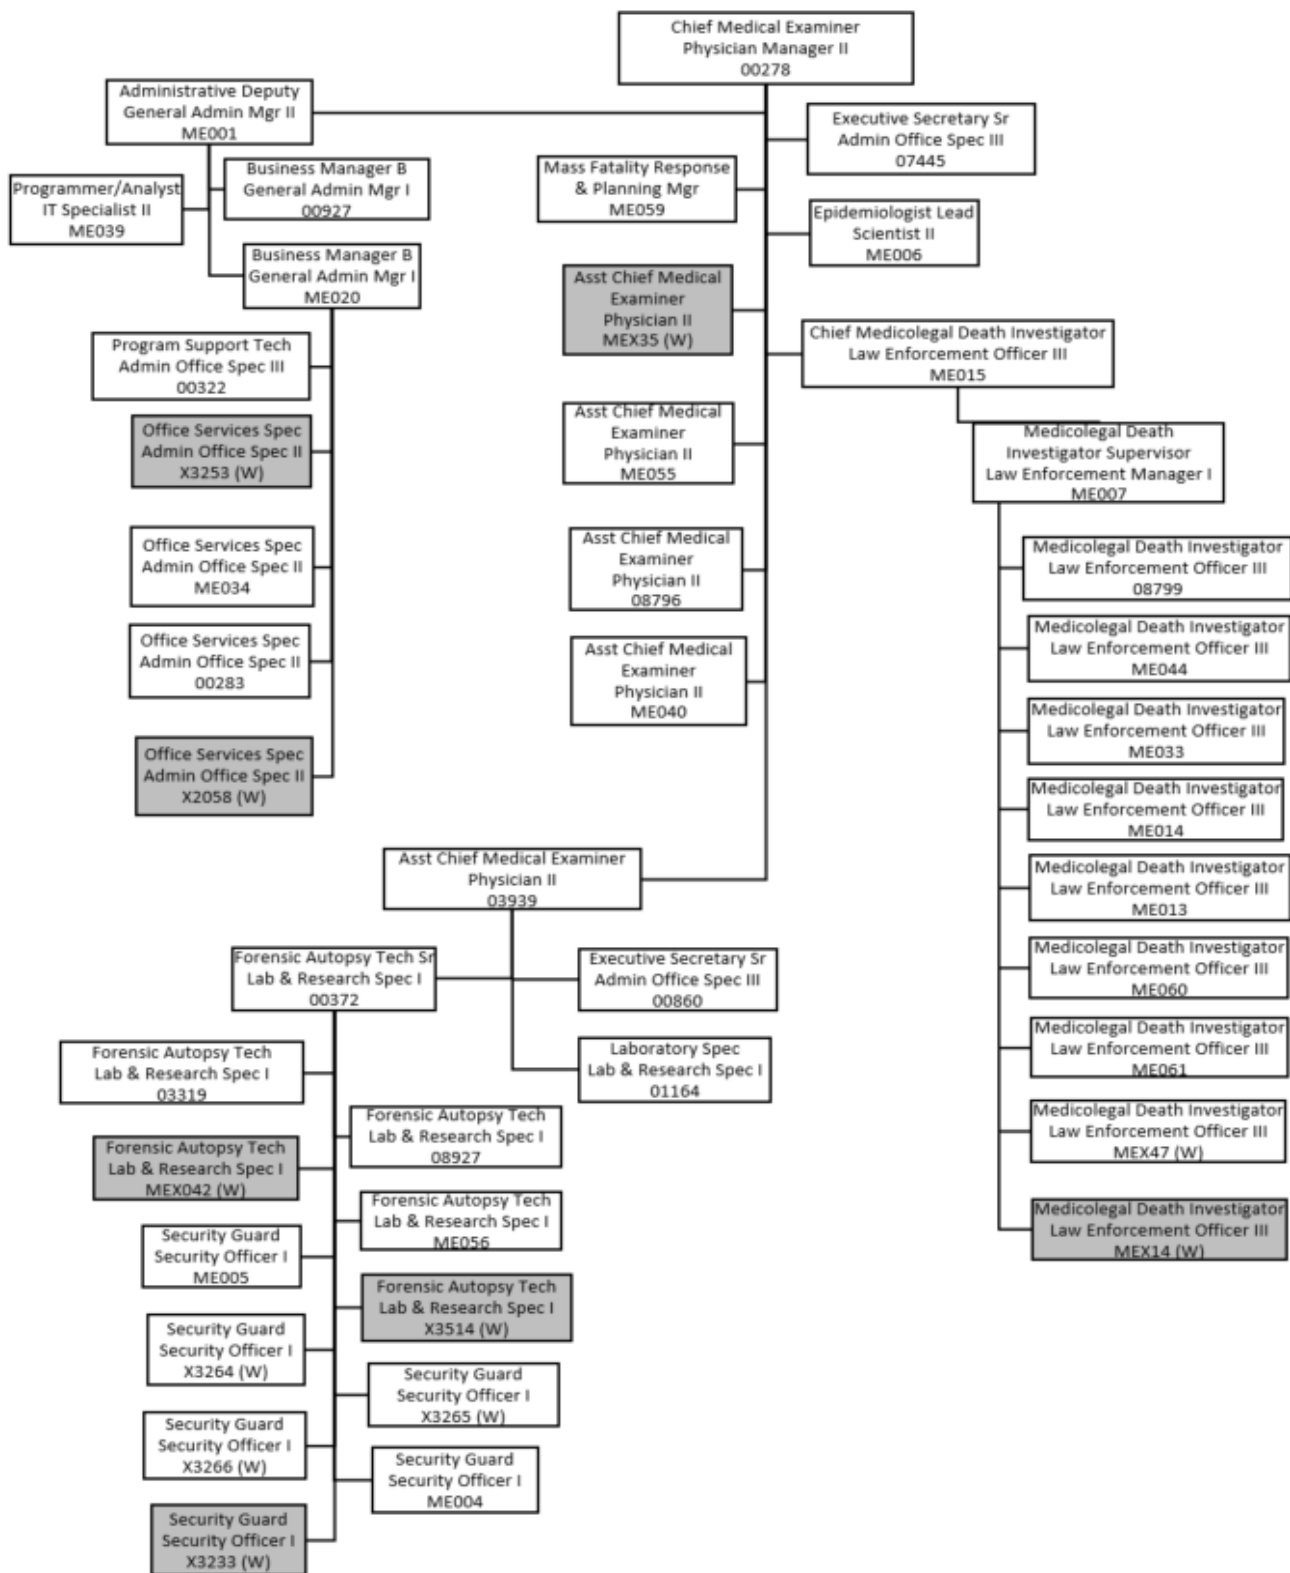 Chief Medical Examiner
Physician Manager II
00278
Administrative Deputy
General Admin Mgr II
ME001
Executive Secretary Sr
Admin Office Spec III
07445
Business Manager B
General Admin Mgr I
00927
Mass Fatality Response
& Planning Mgr
ME059
Programmer/Analyst
IT Specialist II
ME039
Epidemiologist Lead
Scientist II
ME006
Business Manager B
General Admin Mgr I
ME020
Asst Chief Medical
Examiner
Physician II
MEX35 (W)
Chief Medicolegal Death Investigator
Law Enforcement Officer III
ME015
Program Support Tech
Admin Office Spec III
00322
Office Services Spec
Admin Office Spec II
X3253 (W)
Asst Chief Medical
Examiner
Physician II
ME055
Medicolegal Death
Investigator Supervisor
Law Enforcement Manager I
ME007
Office Services Spec
Admin Office Spec II
ME034
Asst Chief Medical
Examiner
Physician II
08796
Medicolegal Death Investigator
Law Enforcement Officer III
08799
Office Services Spec
Admin Office Spec II
00283
Asst Chief Medical
Examiner
Physician II
ME040
Medicolegal Death Investigator
Law Enforcement Officer III
ME044
Medicolegal Death Investigator
Law Enforcement Officer III
ME033
Office Services Spec
Admin Office Spec II
X2058 (W)
Medicolegal Death Investigator
Law Enforcement Officer III
ME014
Asst Chief Medical Examiner
Physician II
03939
Medicolegal Death Investigator
Law Enforcement Officer III
ME013
Forensic Autopsy Tech Sr
Lab & Research Spec I
00372
Executive Secretary Sr
Admin Office Spec III
00860
Medicolegal Death Investigator
Law Enforcement Officer III
ME060
Forensic Autopsy Tech
Lab & Research Spec I
03319
Laboratory Spec
Lab & Research Spec I
01164
Medicolegal Death Investigator
Law Enforcement Officer III
ME061
Forensic Autopsy Tech
Lab & Research Spec I
08927
Medicolegal Death Investigator
Law Enforcement Officer III
MEX47 (W)
Forensic Autopsy Tech
Lab & Research Spec I
MEX042 (W)
Forensic Autopsy Tech
Lab & Research Spec I
ME056
Medicolegal Death Investigator
Law Enforcement Officer III
MEX14 (W)
Security Guard
Security Officer I
ME005
Forensic Autopsy Tech
Lab & Research Spec I
X3514 (W)
Security Guard
Security Officer I
X3264 (W)
Security Guard
Security Officer I
X3265 (W)
Security Guard
Security Officer I
X3266 (W)
Security Guard
Security Officer I
ME004
Security Guard
Security Officer I
X3233 (W)